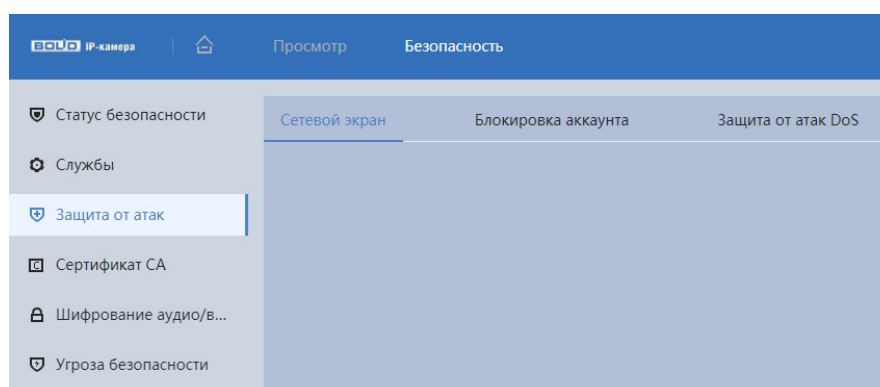 BOLID IP-камера Просмотр Безопасность
Статус безопасности
Службы
Защита от атак
Сертификат CA
Шифрование аудио/в...
Угроза безопасности
Сетевой экран Блокировка аккаунта Защита от атак DoS